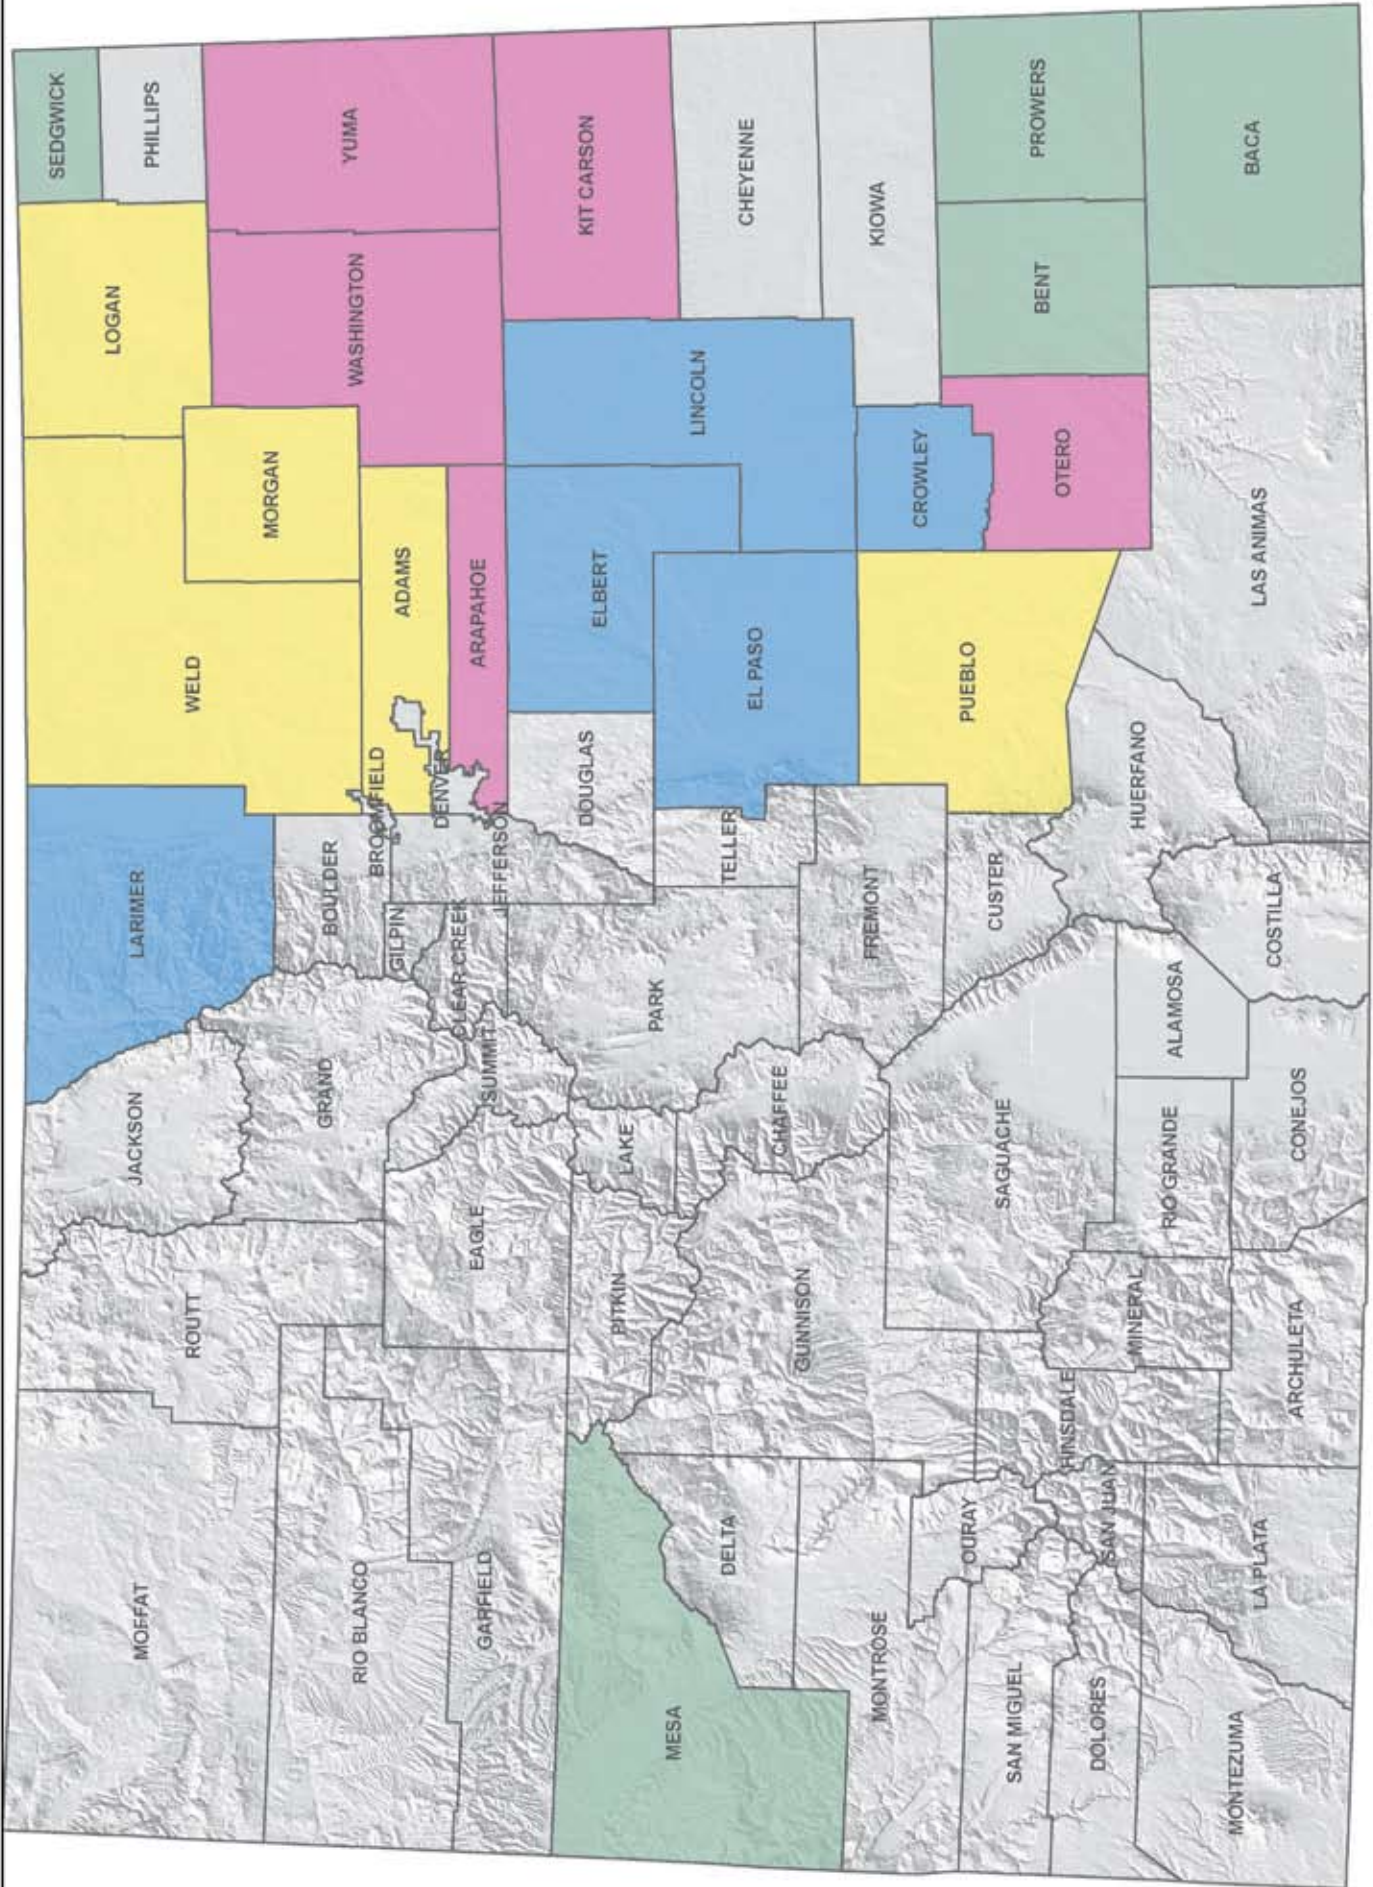 MOFFAT
ROUTT
JACKSON
LARIMER
WELD
LOGAN
SEDGWICK
PHILLIPS
MORGAN
RIO BLANCO
GRAND
BOULDER
BROOMFIELD
ADAMS
WASHINGTON
YUMA
GARFIELD
EAGLE
SUMMIT
CLEAR CREEK
GILPIN
JEFFERSON
DENVER
ARAPAHOE
MESA
PITKIN
LAKE
PARK
DOUGLAS
ELBERT
LINCOLN
KIT CARSON
DELTA
GUNNISON
CHAFFEE
TELLER
EL PASO
CHEYENNE
MONTROSE
OURAY
SAGUACHE
FREMONT
CUSTER
PUEBLO
CROWLEY
KIOWA
SAN MIGUEL
DOLORES
SAN JUAN
HINSDALE
MINERAL
RIO GRANDE
ALAMOSA
HUERFANO
OTERO
BENT
PROWERS
MONTEZUMA
LA PLATA
ARCHULETA
CONEJOS
COSTILLA
LAS ANIMAS
BACA